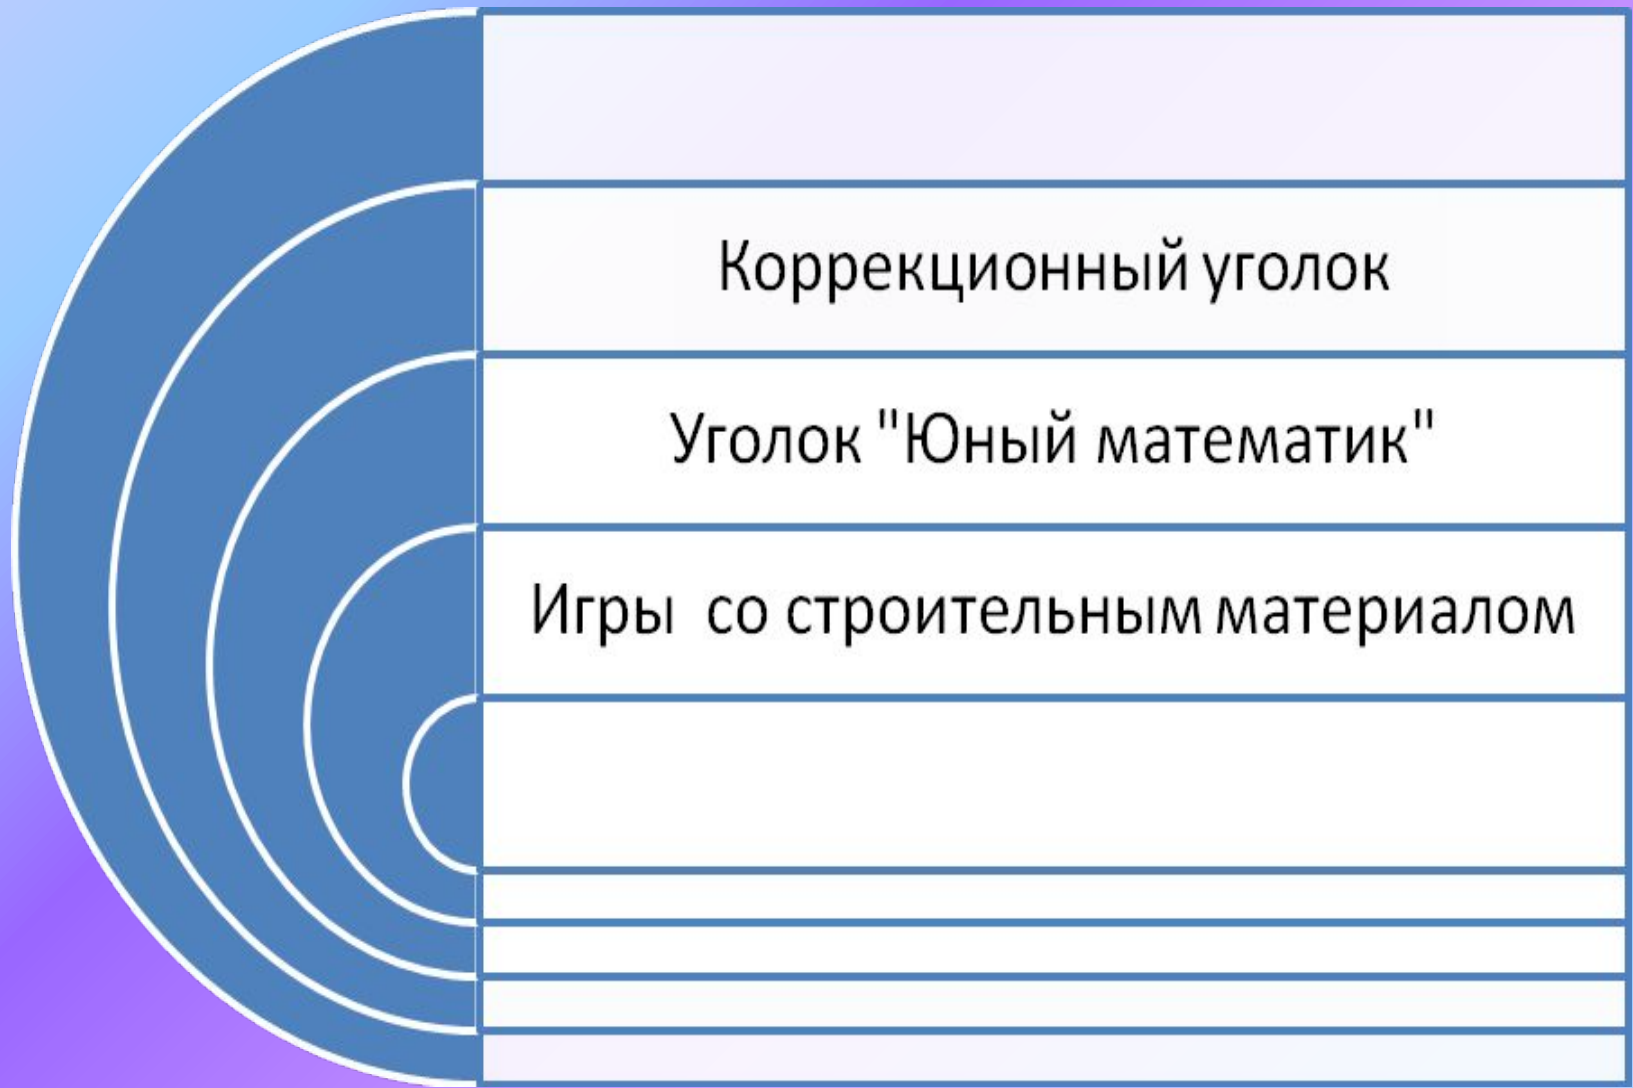 Коррекционный уголок
Уголок "Юный математик"
Игры со строительным материалом